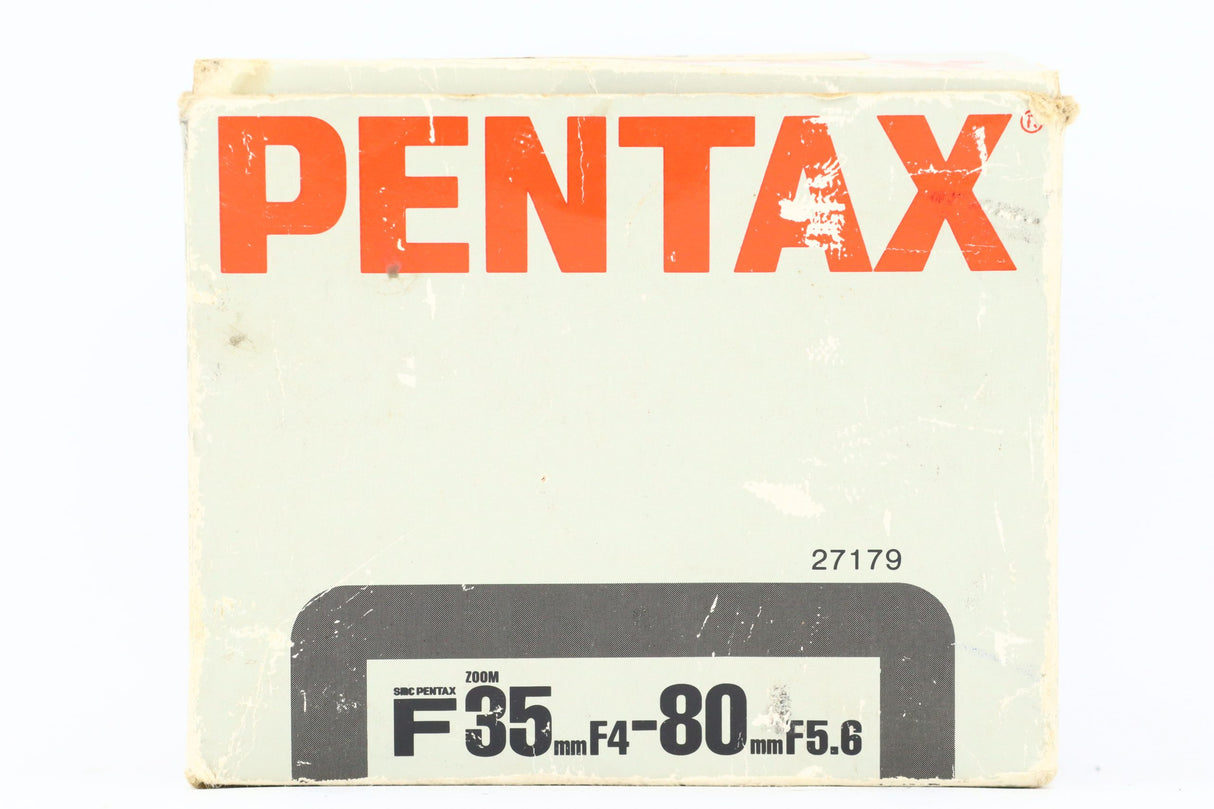 PENTAX®
27179
ZOOM
smc PENTAX
F 35mm F4-80mm F5.6